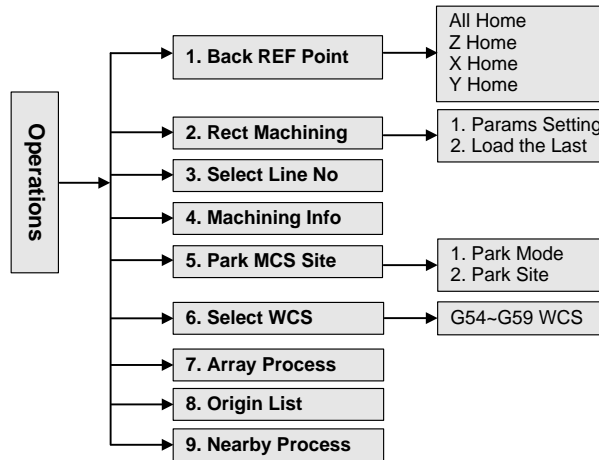 Operations
1. Back REF Point
All Home
Z Home
X Home
Y Home
2. Rect Machining
1. Params Setting
2. Load the Last
3. Select Line No
4. Machining Info
5. Park MCS Site
1. Park Mode
2. Park Site
6. Select WCS
G54~G59 WCS
7. Array Process
8. Origin List
9. Nearby Process